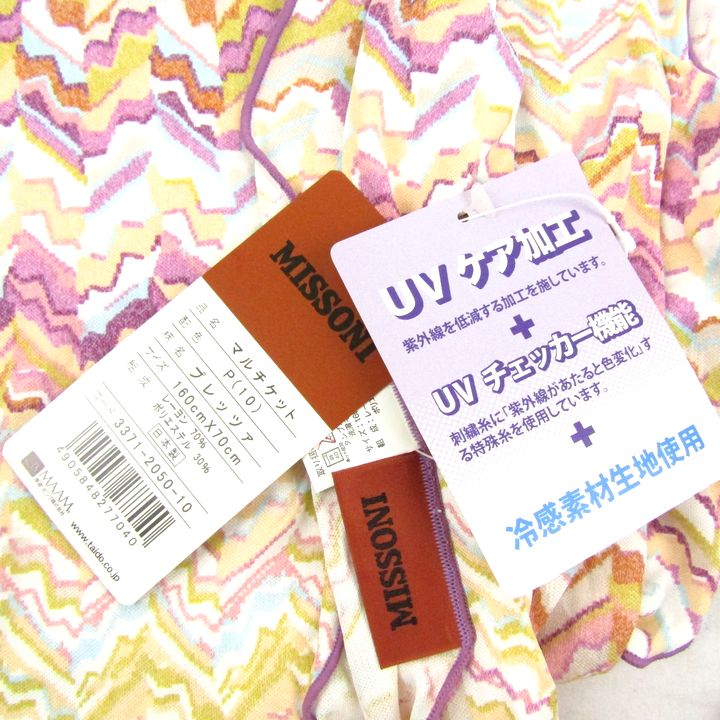 MISSONI
品名 マルチケット
配色 P(10)
柄名 ブレッツァ
サイズ 160cmX70cm
組成 レーヨン 70%
ポリエステル 30%
日本製
3371-2050-10
4905848277040
MAVAM
www.taido.co.jp
MISSONI
UV ケア加工
紫外線を低減する加工を施しています。
+
UV チェッカー機能
刺繍糸に「紫外線があたると色変化」す
る特殊糸を使用しています。
+
冷感素材生地使用